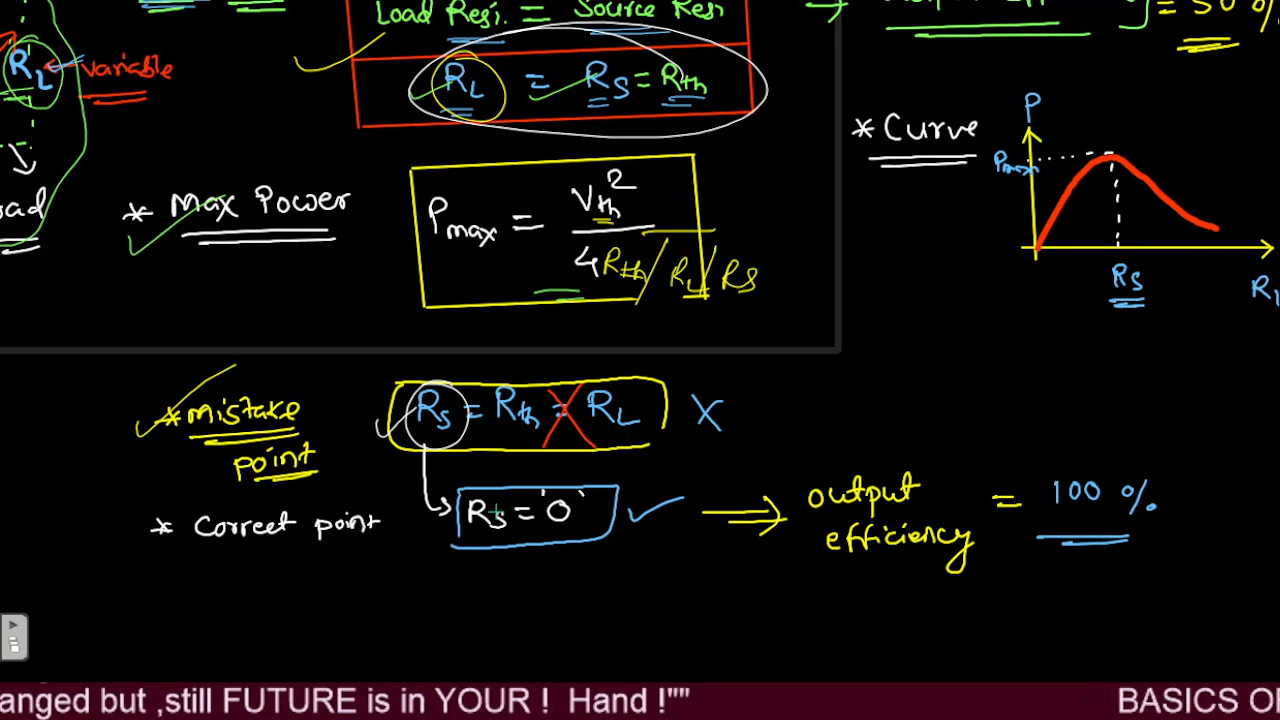 Load Resi. = Source Resi
= 50 %
RL variable
RL = RS = Rth
* Curve
P
Pmax
RS
* Max Power
Pmax = Vth² / 4Rth / RL / RS
* Mistake point
RS = Rth = RL X
* Correct point
RS = '0'
output efficiency = 100 %
anged but ,still FUTURE is in YOUR ! Hand !""
BASICS O